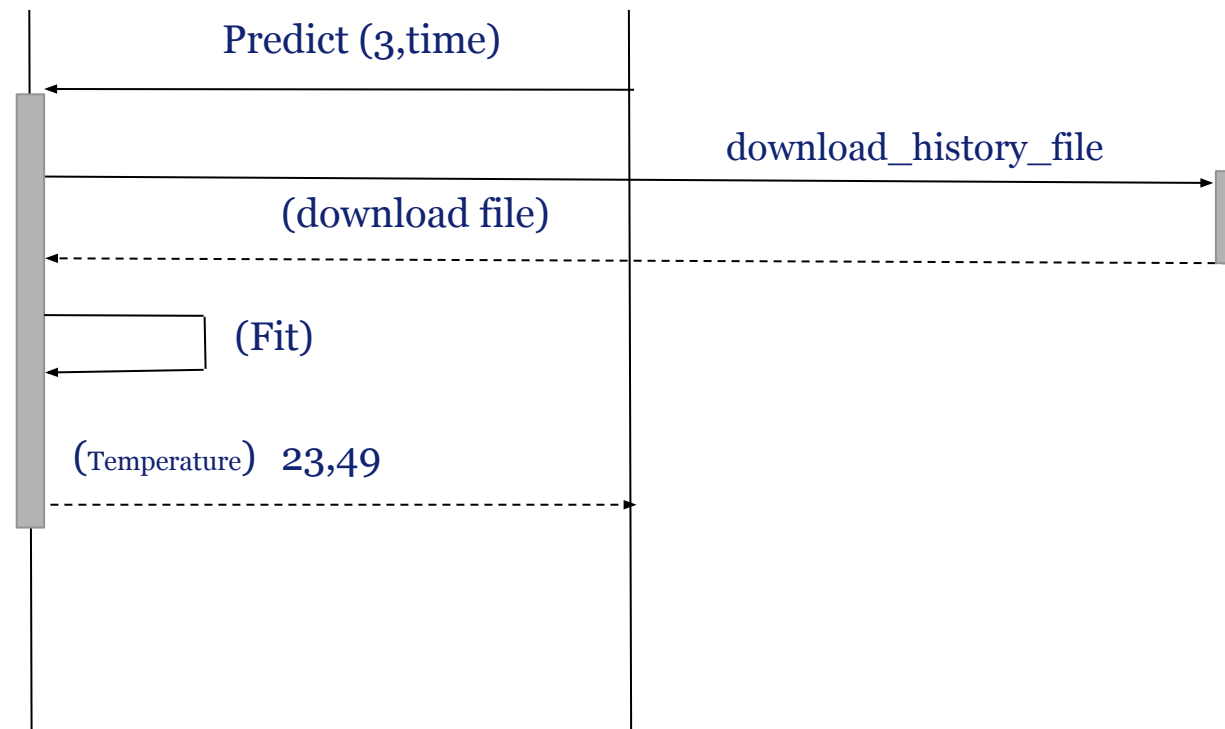 Predict (3,time)
download_history_file
(download file)
(Fit)
(Temperature) 23,49